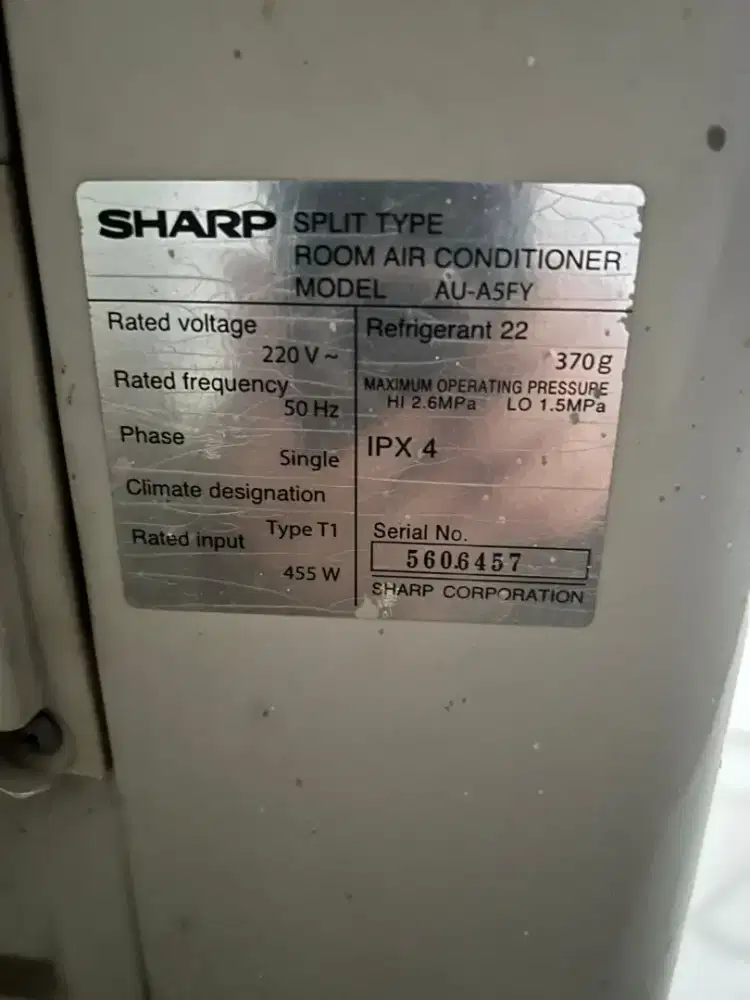 SHARP SPLIT TYPE
ROOM AIR CONDITIONER
MODEL AU-A5FY
Rated voltage
220 V ~
Rated frequency
50 Hz
Phase
Single
Climate designation
Type T1
Rated input
455 W
Refrigerant 22
370 g
MAXIMUM OPERATING PRESSURE
HI 2.6MPa LO 1.5MPa
IPX 4
Serial No.
5606457
SHARP CORPORATION